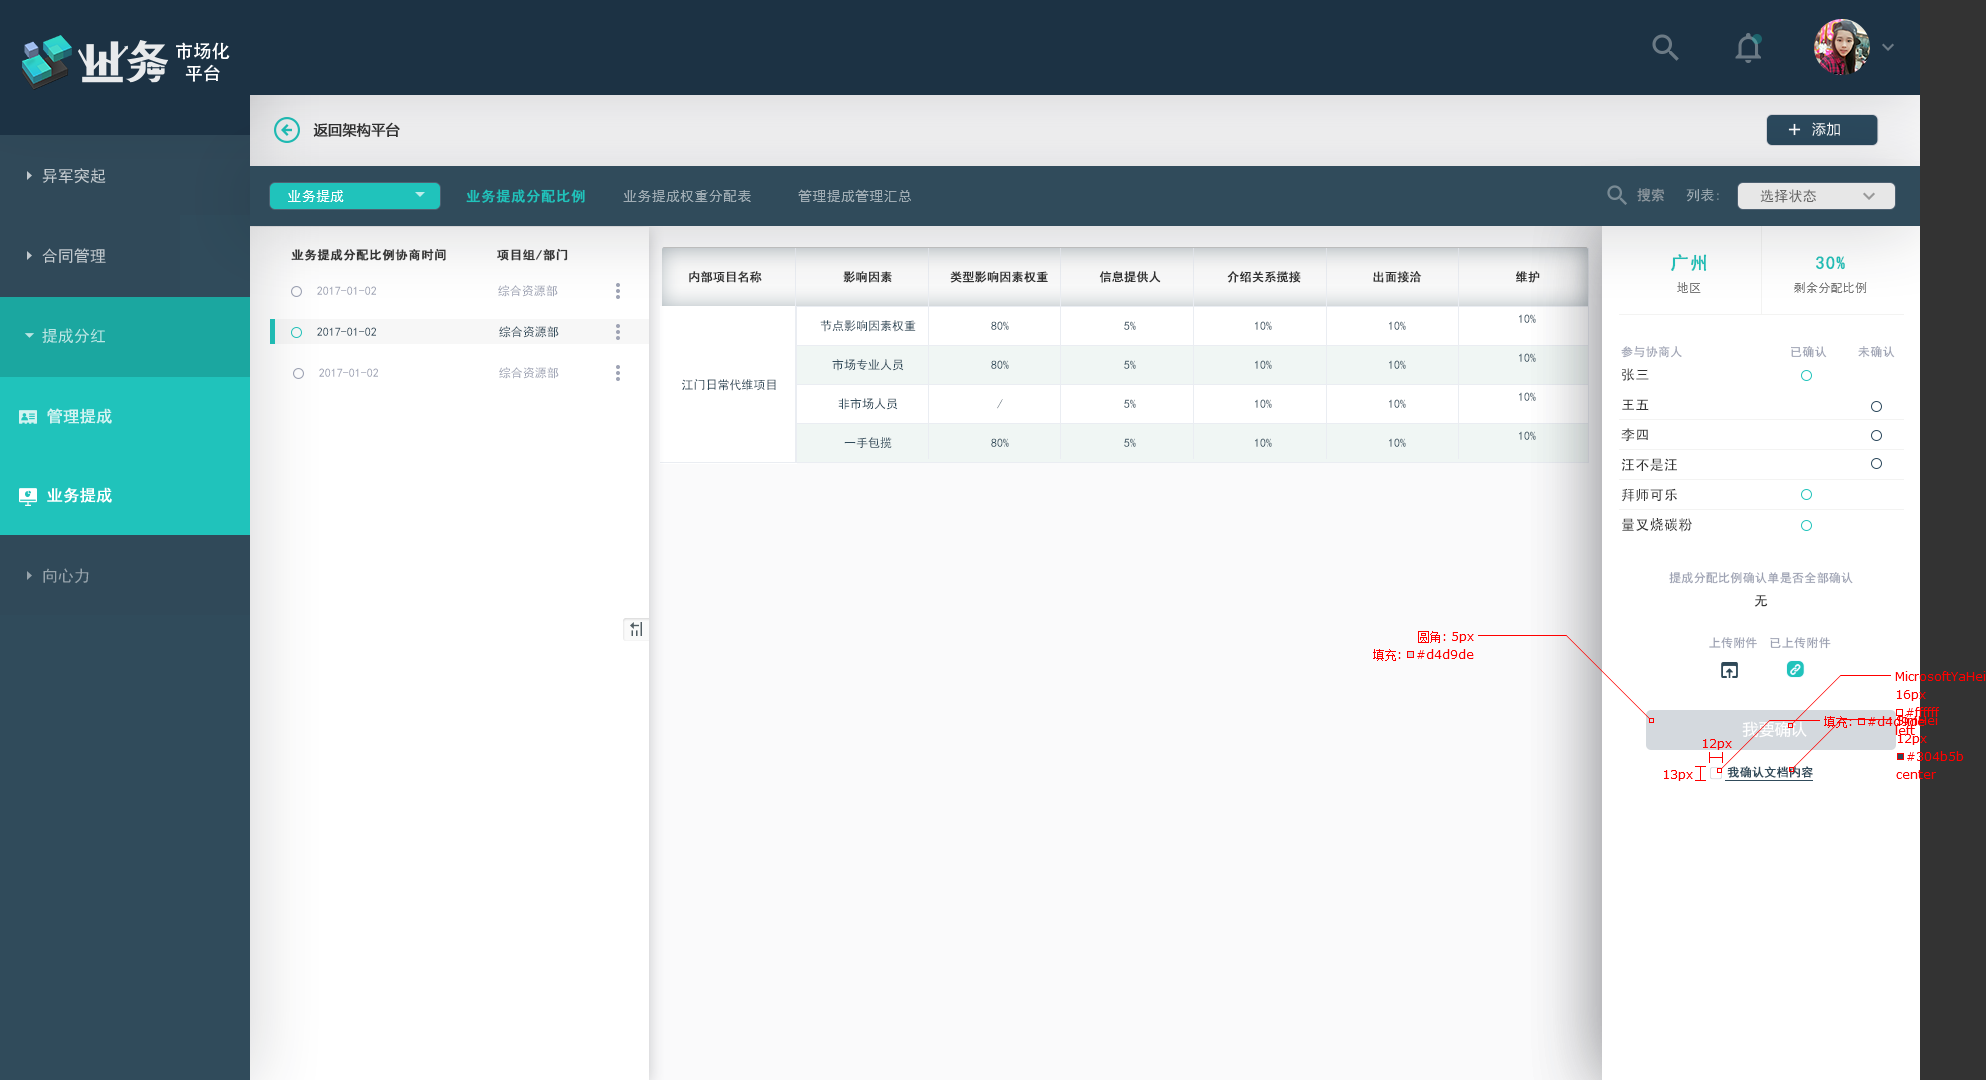 业务 市场化
平台
返回架构平台
+ 添加
异军突起
合同管理
提成分红
管理提成
业务提成
向心力
业务提成 业务提成分配比例 业务提成权重分配表 管理提成管理汇总 搜索 列表： 选择状态
业务提成分配比例协商时间 项目组/部门
2017-01-02 综合资源部
2017-01-02 综合资源部
2017-01-02 综合资源部
内部项目名称 影响因素 类型影响因素权重 信息提供人 介绍关系揽接 出面接洽 维护
江门日常代维项目
节点影响因素权重 80% 5% 10% 10% 10%
市场专业人员 80% 5% 10% 10% 10%
非市场人员 / 5% 10% 10% 10%
一手包揽 80% 5% 10% 10% 10%
广州 30%
地区 剩余分配比例
参与协商人 已确认 未确认
张三
王五
李四
汪不是汪
拜师可乐
量叉烧碳粉
提成分配比例确认单是否全部确认
无
上传附件 已上传附件
我要确认
我确认文档内容
圆角: 5px
填充: #d4d9de
MicrosoftYaHei
16px
#ffffff
left
填充: #d4d9de
12px
13px
12px
#304b5b
center